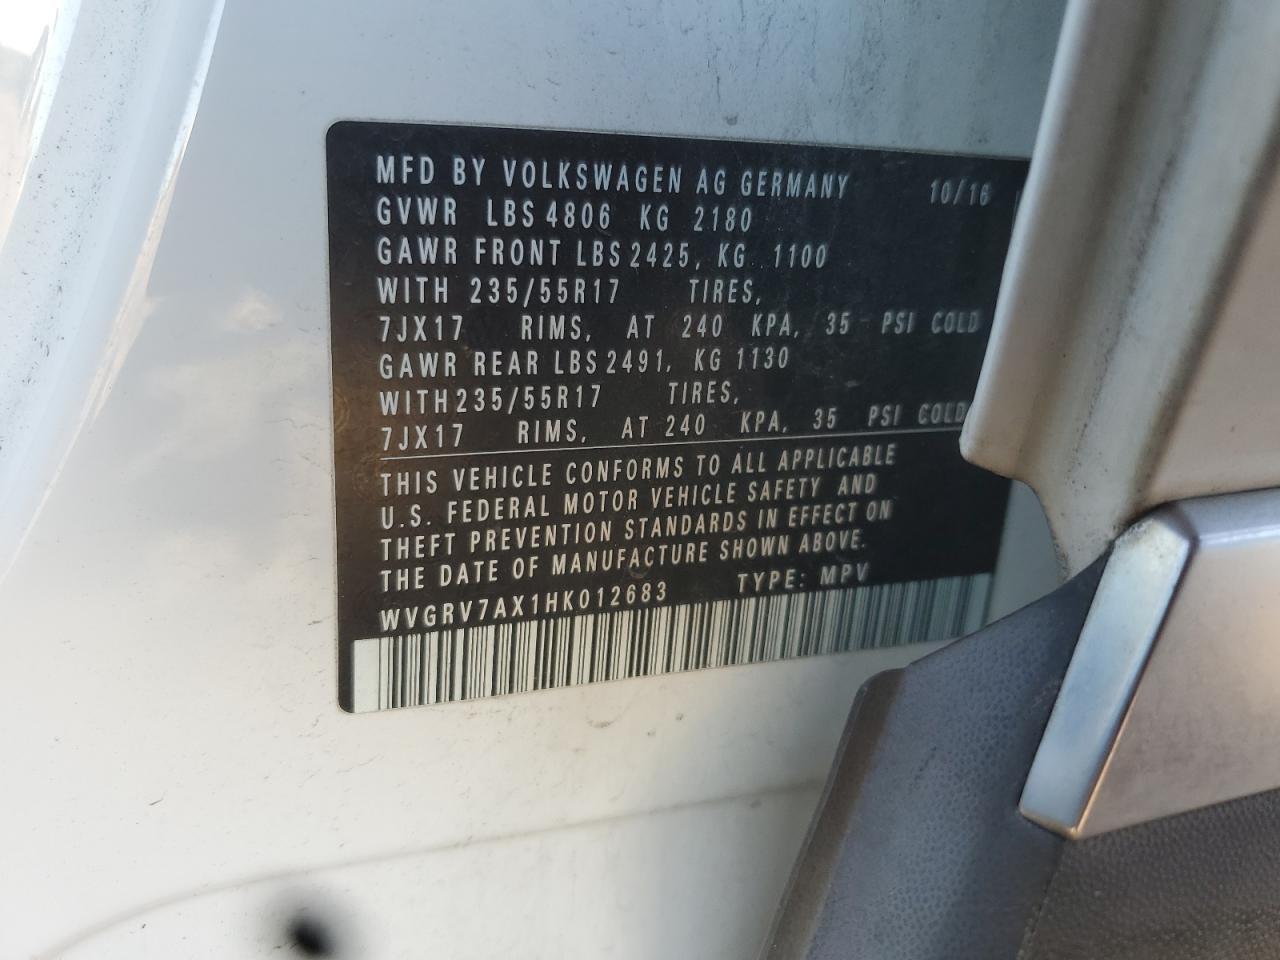 MFD BY VOLKSWAGEN AG GERMANY 10/16
GVWR LBS 4806 KG 2180
GAWR FRONT LBS 2425, KG 1100
WITH 235/55R17 TIRES,
7JX17 RIMS, AT 240 KPA, 35 PSI COLD
GAWR REAR LBS 2491, KG 1130
WITH 235/55R17 TIRES,
7JX17 RIMS, AT 240 KPA, 35 PSI COLD
THIS VEHICLE CONFORMS TO ALL APPLICABLE
U.S. FEDERAL MOTOR VEHICLE SAFETY AND
THEFT PREVENTION STANDARDS IN EFFECT ON
THE DATE OF MANUFACTURE SHOWN ABOVE.
WVGRV7AX1HK012683 TYPE: MPV